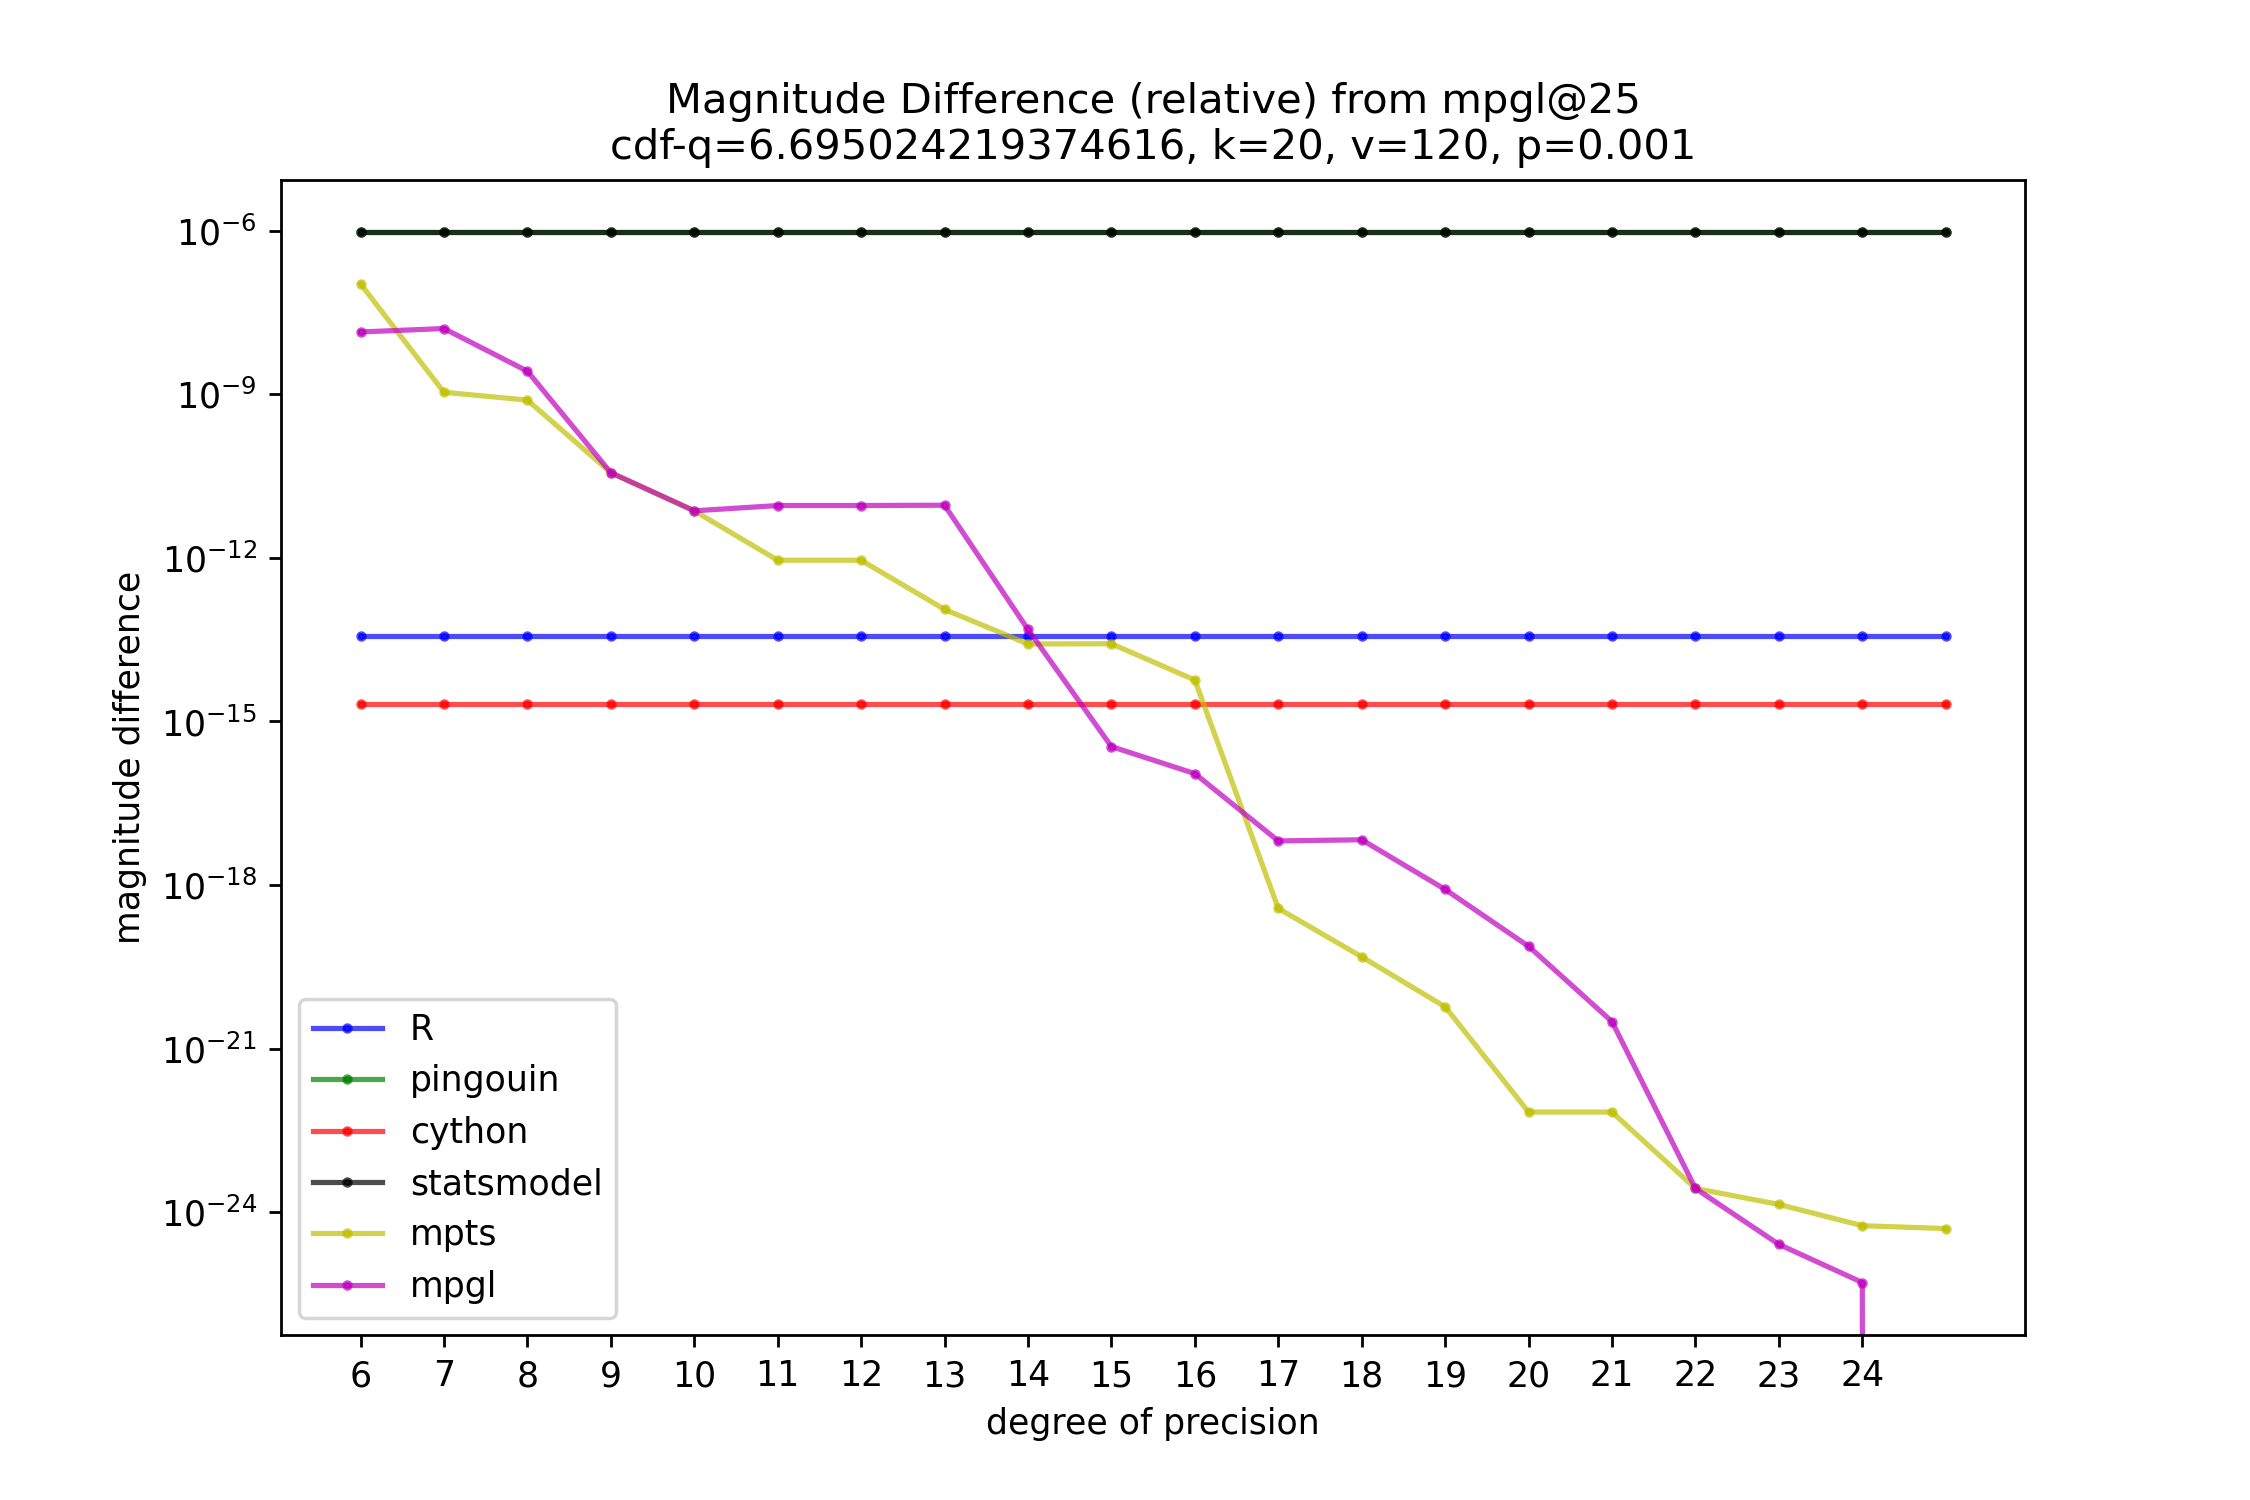 Magnitude Difference (relative) from mpgl@25
cdf-q=6.695024219374616, k=20, v=120, p=0.001
magnitude difference
10⁻⁶
10⁻⁹
10⁻¹²
10⁻¹⁵
10⁻¹⁸
10⁻²¹
10⁻²⁴
R
pingouin
cython
statsmodel
mpts
mpgl
6 7 8 9 10 11 12 13 14 15 16 17 18 19 20 21 22 23 24
degree of precision